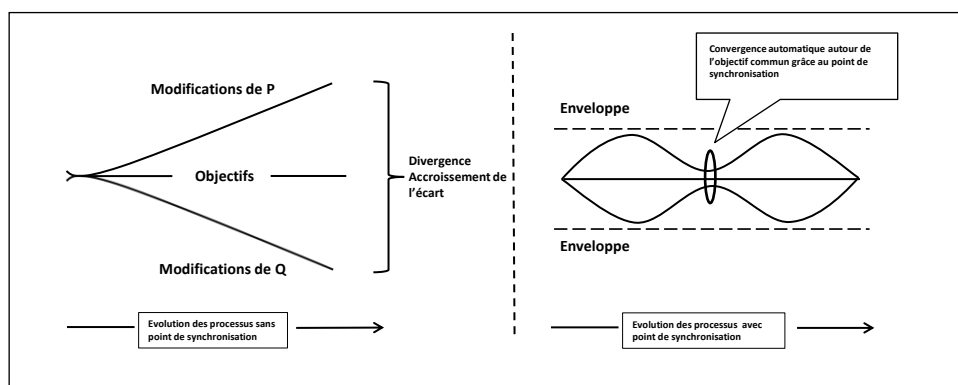 Modifications de P
Objectifs
Modifications de Q
Divergence
Accroissement de
l'écart
Evolution des processus sans
point de synchronisation
Convergence automatique autour de
l'objectif commun grâce au point de
synchronisation
Enveloppe
Enveloppe
Evolution des processus avec
point de synchronisation